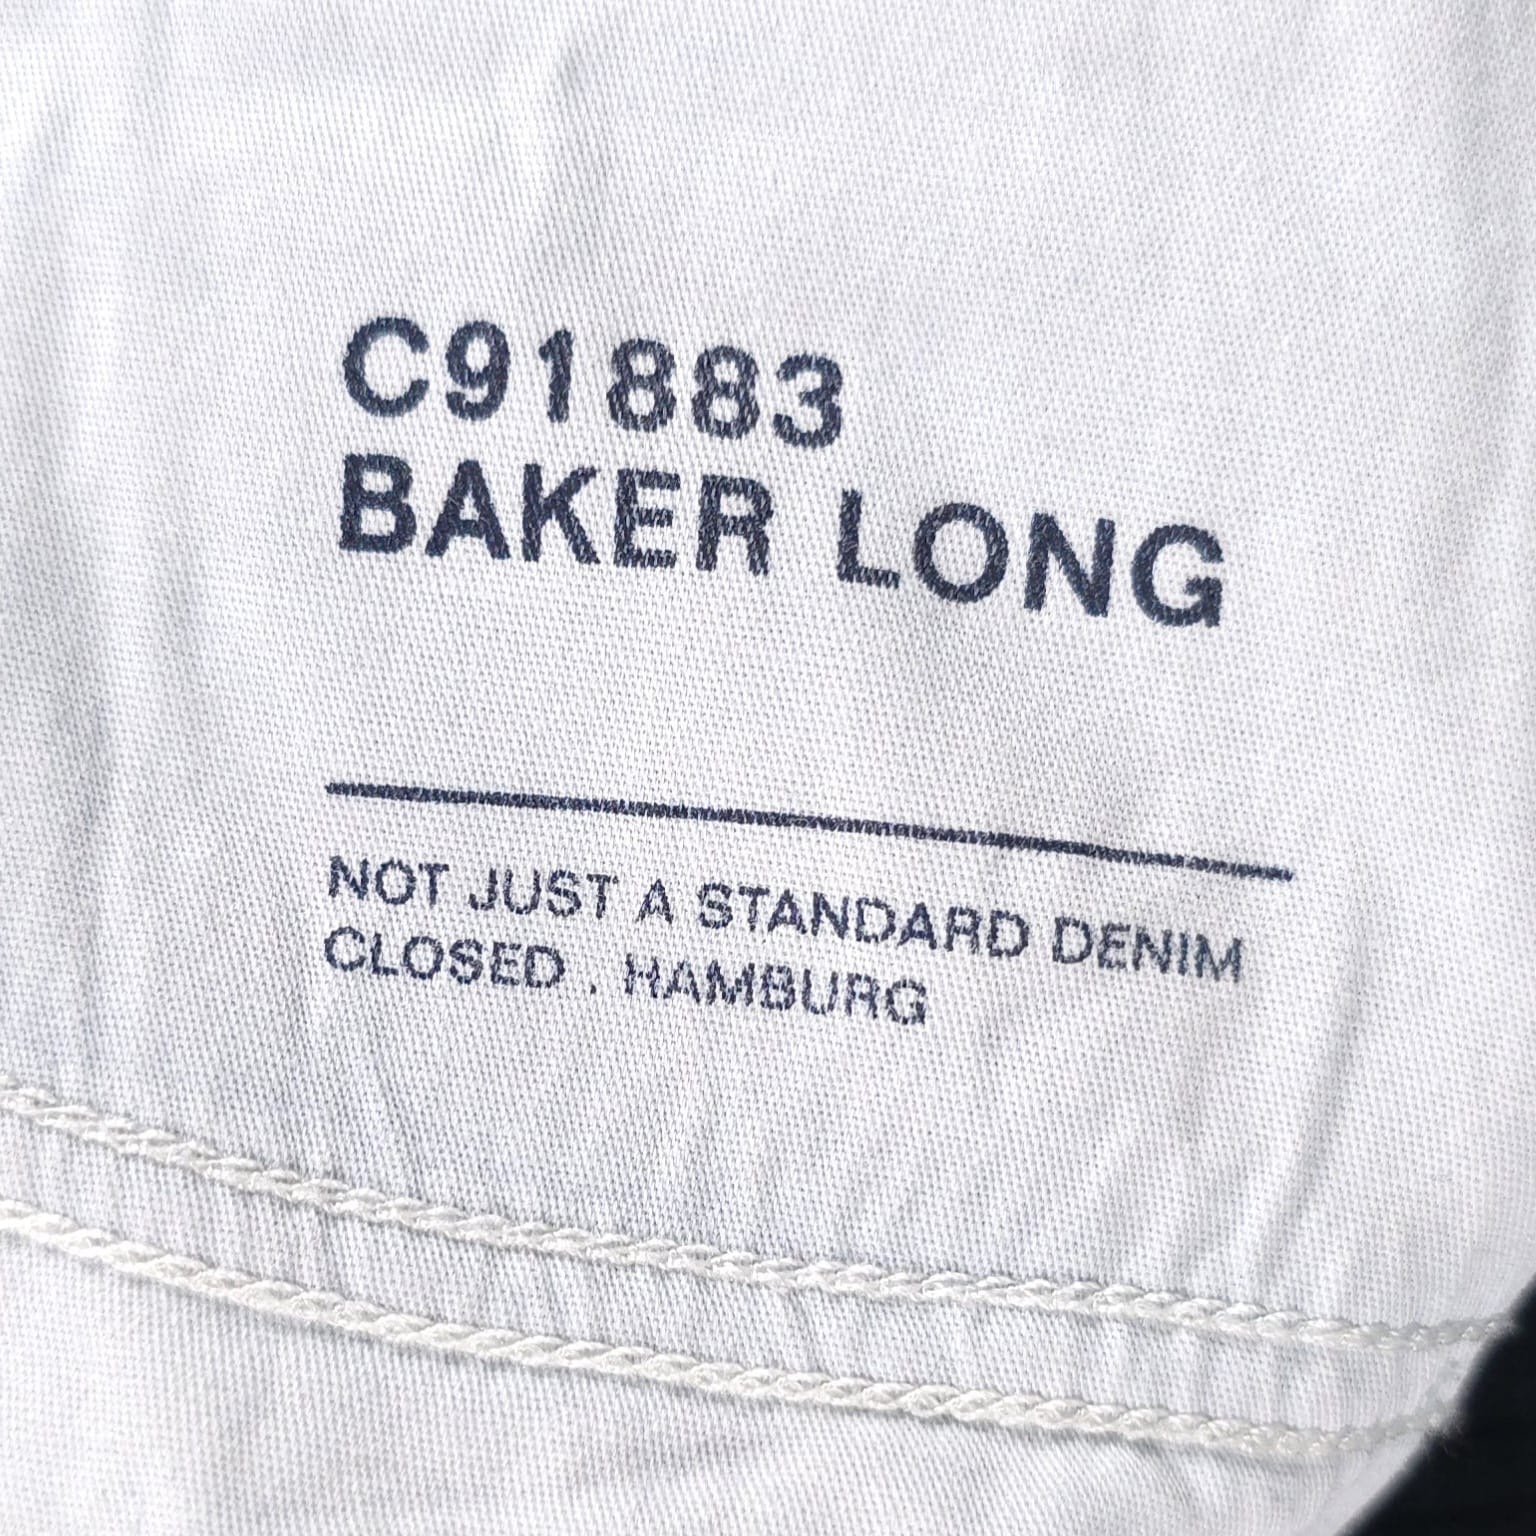 C91883
BAKER LONG
NOT JUST A STANDARD DENIM
CLOSED . HAMBURG